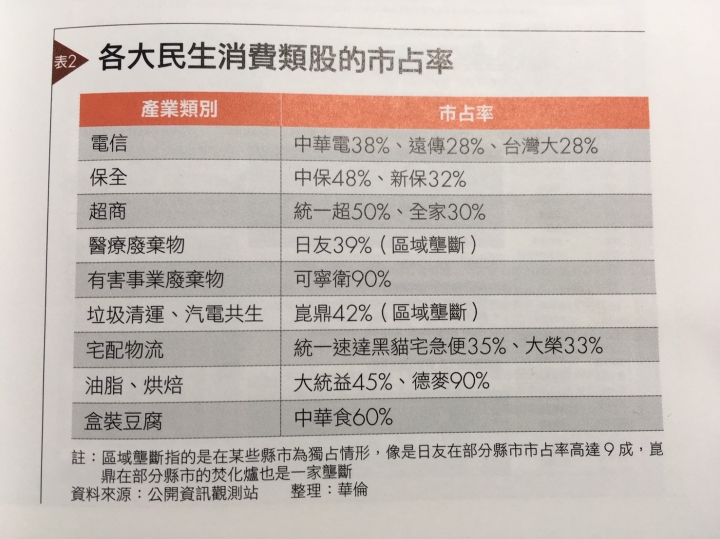 表2 各大民生消費類股的市占率
產業類別 市占率
電信 中華電38%、遠傳28%、台灣大28%
保全 中保48%、新保32%
超商 統一超50%、全家30%
醫療廢棄物 日友39%（區域壟斷）
有害事業廢棄物 可寧衛90%
垃圾清運、汽電共生 崑鼎42%（區域壟斷）
宅配物流 統一速達黑貓宅急便35%、大榮33%
油脂、烘焙 大統益45%、德麥90%
盒裝豆腐 中華食60%
註：區域壟斷指的是在某些縣市為獨占情形，像是日友在部分縣市市占率高達9成，崑
鼎在部分縣市的焚化爐也是一家壟斷
資料來源：公開資訊觀測站 整理：華倫